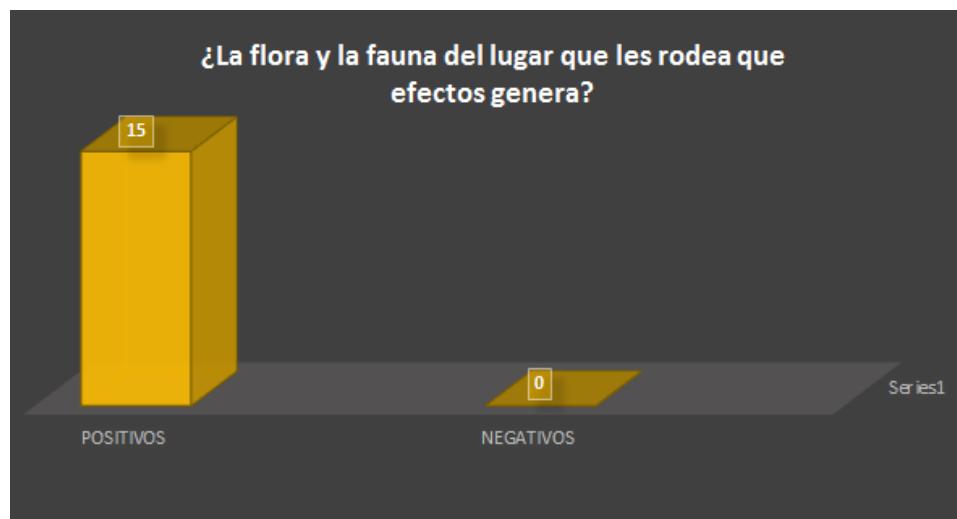 ¿La flora y la fauna del lugar que les rodea que
efectos genera?
15
0
Series1
POSITIVOS
NEGATIVOS